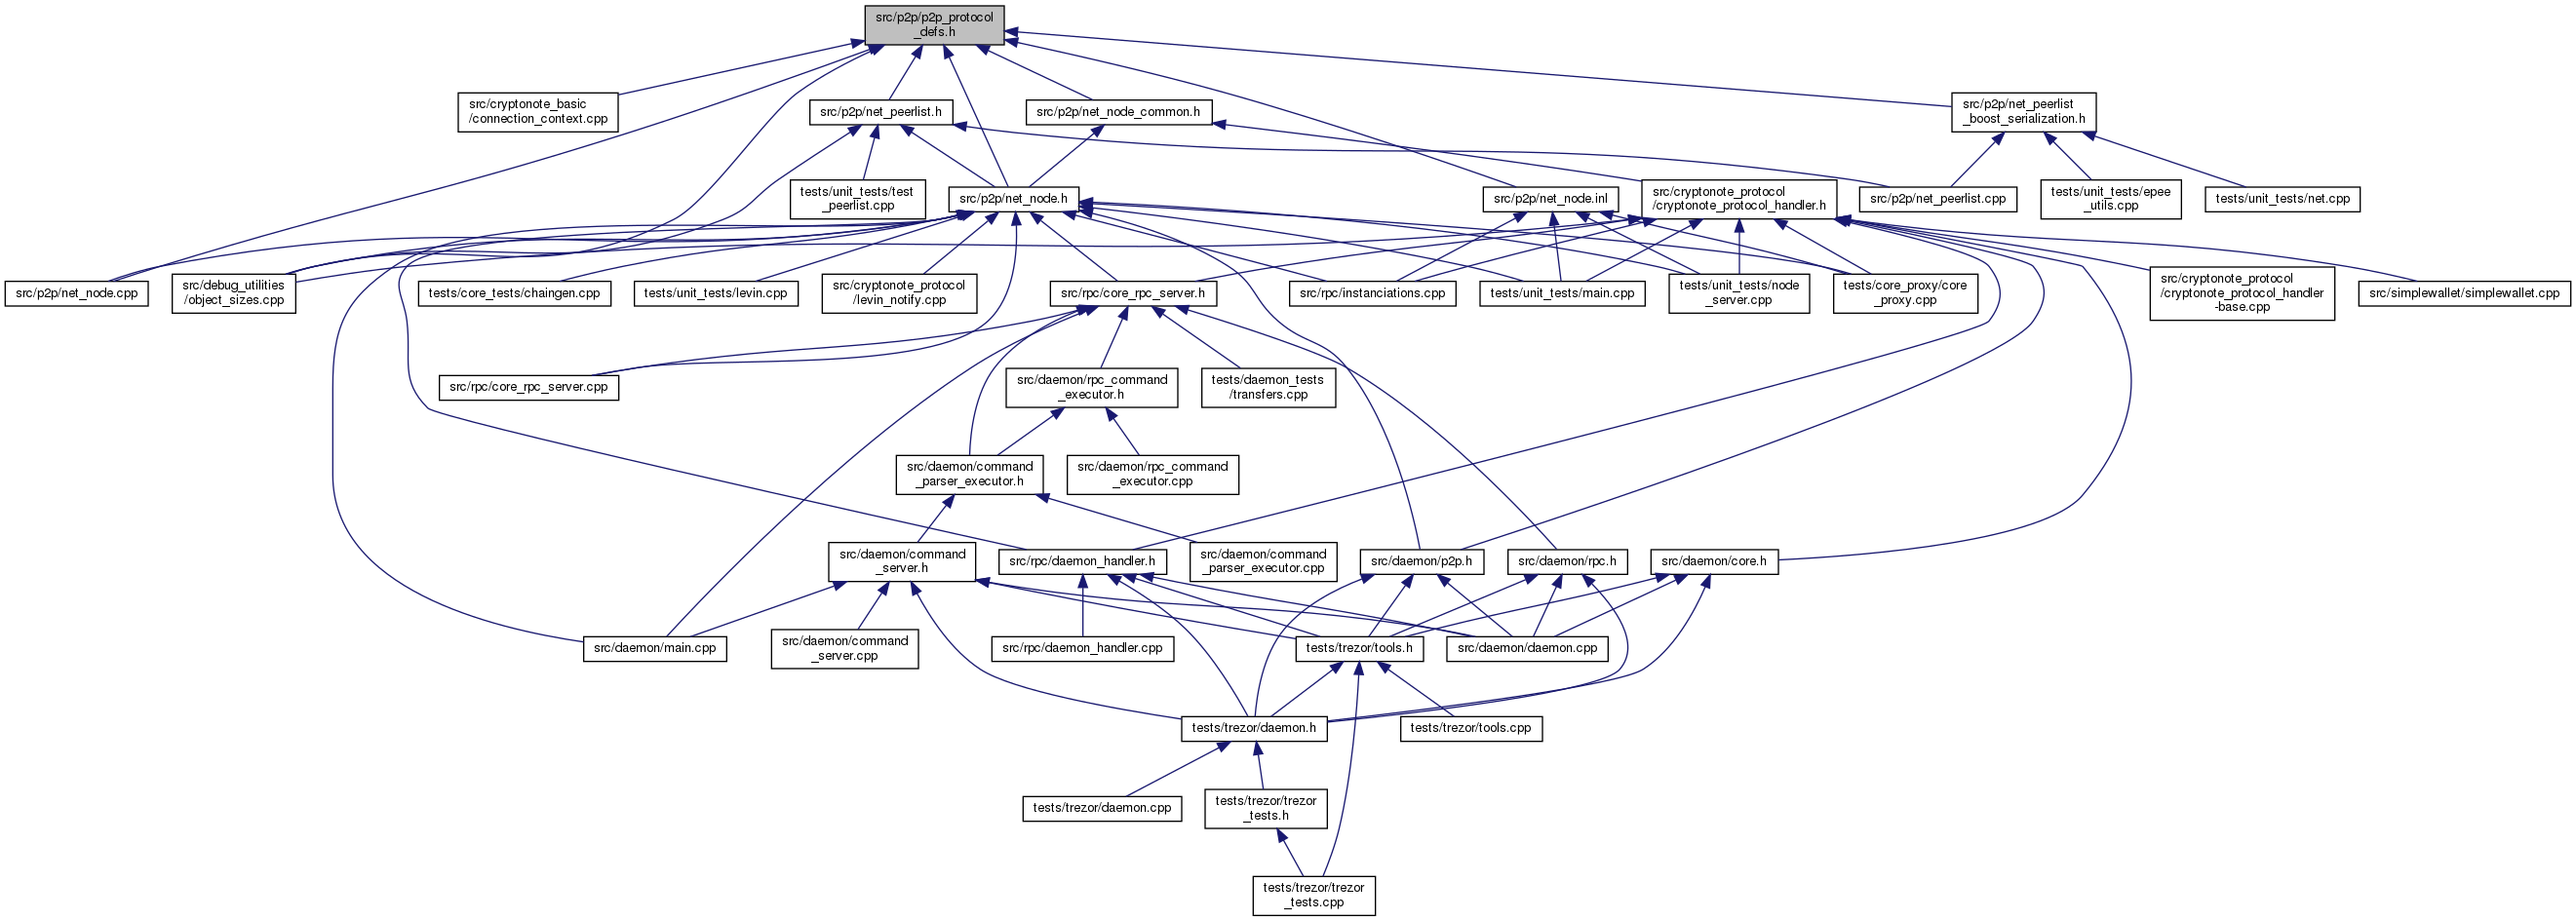 src/p2p/p2p_protocol
_defs.h
src/cryptonote_basic
/connection_context.cpp
src/p2p/net_peerlist.h
src/p2p/net_node_common.h
src/p2p/net_peerlist
_boost_serialization.h
tests/unit_tests/test
_peerlist.cpp
src/p2p/net_node.h
src/p2p/net_node.inl
src/cryptonote_protocol
/cryptonote_protocol_handler.h
src/p2p/net_peerlist.cpp
tests/unit_tests/epee
_utils.cpp
tests/unit_tests/net.cpp
src/p2p/net_node.cpp
src/debug_utilities
/object_sizes.cpp
tests/core_tests/chaingen.cpp
tests/unit_tests/levin.cpp
src/cryptonote_protocol
/levin_notify.cpp
src/rpc/core_rpc_server.h
src/rpc/instanciations.cpp
tests/unit_tests/main.cpp
tests/unit_tests/node
_server.cpp
tests/core_proxy/core
_proxy.cpp
src/cryptonote_protocol
/cryptonote_protocol_handler
-base.cpp
src/simplewallet/simplewallet.cpp
src/rpc/core_rpc_server.cpp
src/daemon/rpc_command
_executor.h
tests/daemon_tests
/transfers.cpp
src/daemon/command
_parser_executor.h
src/daemon/rpc_command
_executor.cpp
src/daemon/command
_server.h
src/rpc/daemon_handler.h
src/daemon/command
_parser_executor.cpp
src/daemon/p2p.h
src/daemon/rpc.h
src/daemon/core.h
src/daemon/main.cpp
src/daemon/command
_server.cpp
src/rpc/daemon_handler.cpp
tests/trezor/tools.h
src/daemon/daemon.cpp
tests/trezor/daemon.h
tests/trezor/tools.cpp
tests/trezor/daemon.cpp
tests/trezor/trezor
_tests.h
tests/trezor/trezor
_tests.cpp